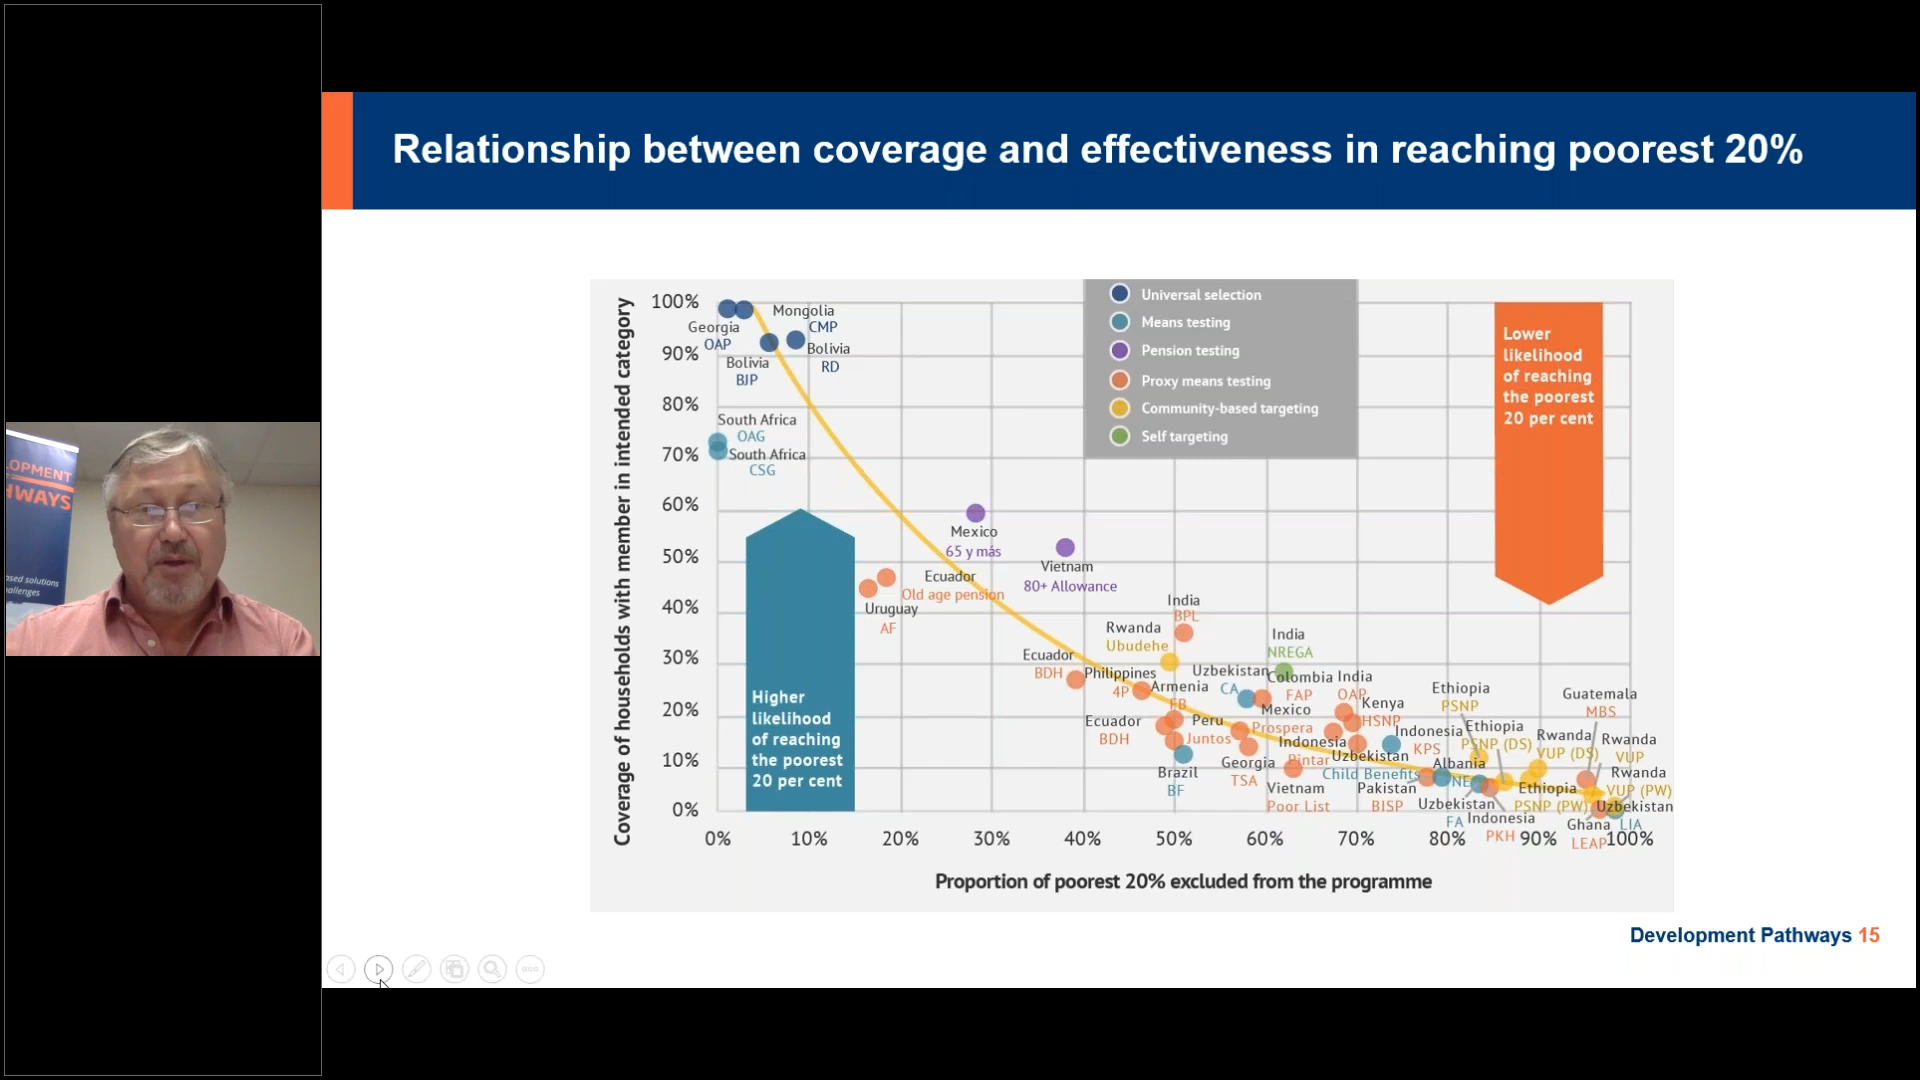 Relationship between coverage and effectiveness in reaching poorest 20%
OPMENT
WAYS
ased solutions
allenges
Coverage of households with member in intended category
100%
90%
80%
70%
60%
50%
40%
30%
20%
10%
0%
Universal selection
Means testing
Pension testing
Proxy means testing
Community-based targeting
Self targeting
Lower
likelihood
of reaching
the poorest
20 per cent
Higher
likelihood
of reaching
the poorest
20 per cent
Georgia
OAP
Mongolia
CMP
Bolivia
BJP
Bolivia
RD
South Africa
OAG
South Africa
CSG
Mexico
65 y más
Vietnam
80+ Allowance
Ecuador
Old age pension
Uruguay
AF
India
BPL
Rwanda
Ubudehe
India
NREGA
Ecuador
BDH
Philippines
4P
Armenia
FB
Uzbekistan
CA
Colombia
FAP
India
OAP
Kenya
HSNP
Ecuador
BDH
Peru
Juntos
Mexico
Prospera
Brazil
BF
Georgia
TSA
Indonesia
Pintar
Vietnam
Poor List
Uzbekistan
Child Benefits
Indonesia
KPS
Pakistan
BISP
Albania
NE
Ethiopia
PSNP
Ethiopia
PSNP (DS)
Uzbekistan
FA
Indonesia
PKH
Rwanda
VUP (DS)
Ethiopia
PSNP (PW)
Guatemala
MBS
Rwanda
VUP
Rwanda
VUP (PW)
Uzbekistan
LIA
Ghana
LEAP
0%
10%
20%
30%
40%
50%
60%
70%
80%
90%
100%
Proportion of poorest 20% excluded from the programme
Development Pathways 15